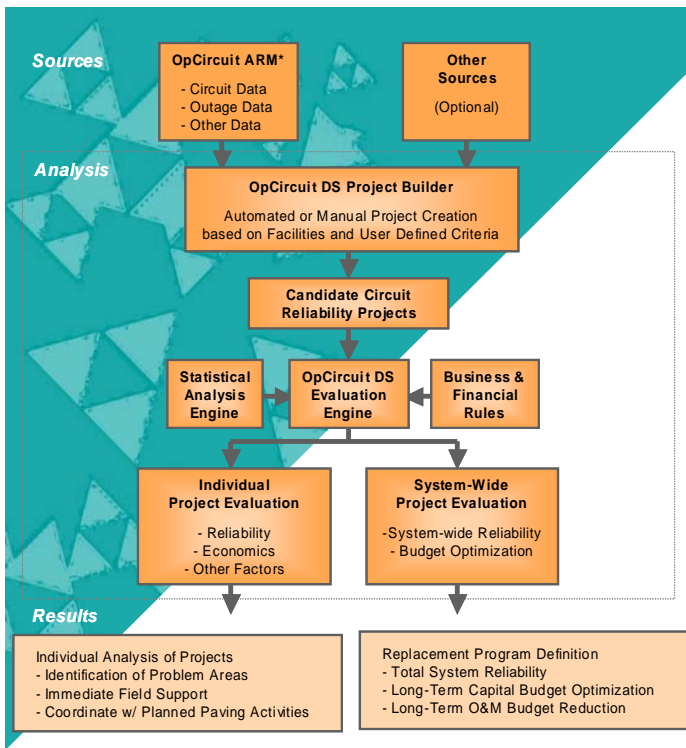 Sources
OpCircuit ARM*
- Circuit Data
- Outage Data
- Other Data
Other
Sources
(Optional)
Analysis
OpCircuit DS Project Builder
Automated or Manual Project Creation
based on Facilities and User Defined Criteria
Candidate Circuit
Reliability Projects
Statistical
Analysis
Engine
OpCircuit DS
Evaluation
Engine
Business &
Financial
Rules
Individual
Project Evaluation
- Reliability
- Economics
- Other Factors
System-Wide
Project Evaluation
-System-wide Reliability
- Budget Optimization
Results
Individual Analysis of Projects
- Identification of Problem Areas
- Immediate Field Support
- Coordinate w/ Planned Paving Activities
Replacement Program Definition
- Total System Reliability
- Long-Term Capital Budget Optimization
- Long-Term O&M Budget Reduction